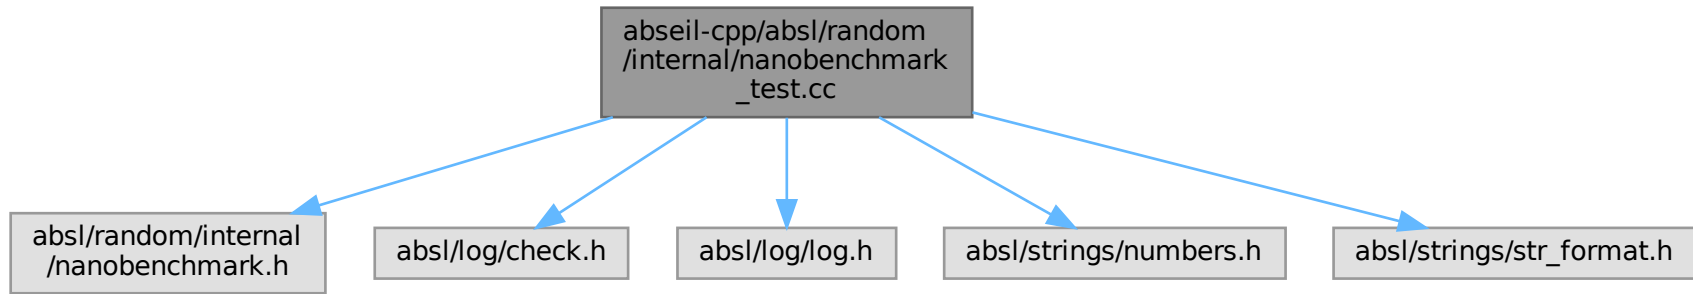 abseil-cpp/absl/random
/internal/nanobenchmark
_test.cc
absl/random/internal
/nanobenchmark.h
absl/log/check.h
absl/log/log.h
absl/strings/numbers.h
absl/strings/str_format.h